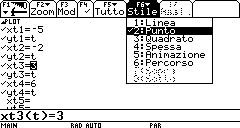 F1 F2 F3 F5 F6 F7
Zoom Mod Tutto Stile Assi..
PLOT
✓xt1=-5
✓yt1=t
✓xt2=-2
✓yt2=t
✓xt3=3
✓yt3=t
✓xt4=6
✓yt4=t
xt5=
1:Linea
2:Punto
3:Quadrato
4:Spessa
5:Animazione
6:Percorso
xt3(t)=3
MAIN RAD AUTO PAR